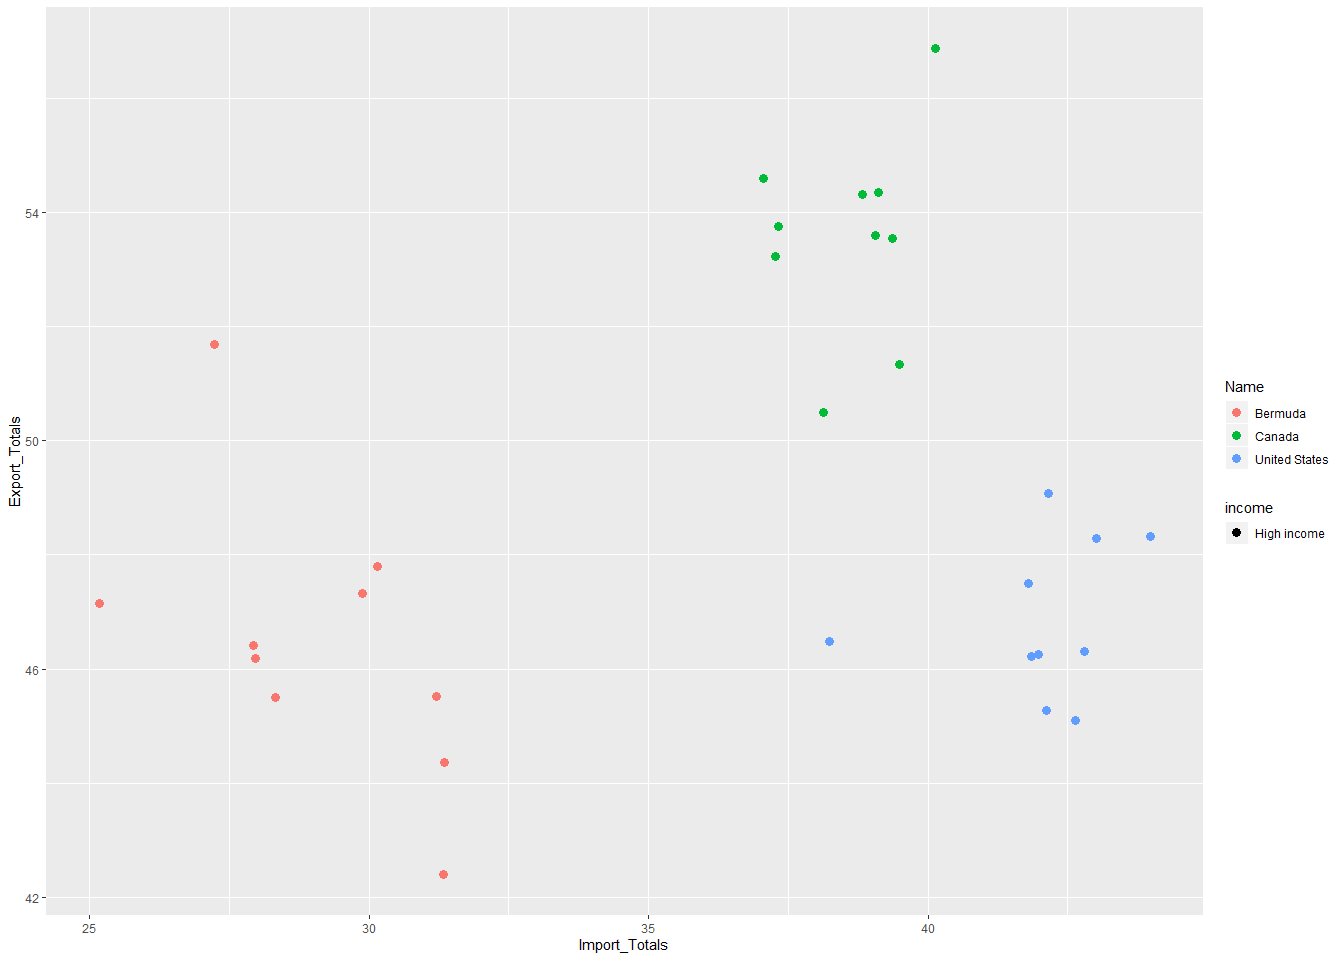 Export_Totals
54
50
46
42
25
30
35
40
Import_Totals
Name
Bermuda
Canada
United States
income
High income